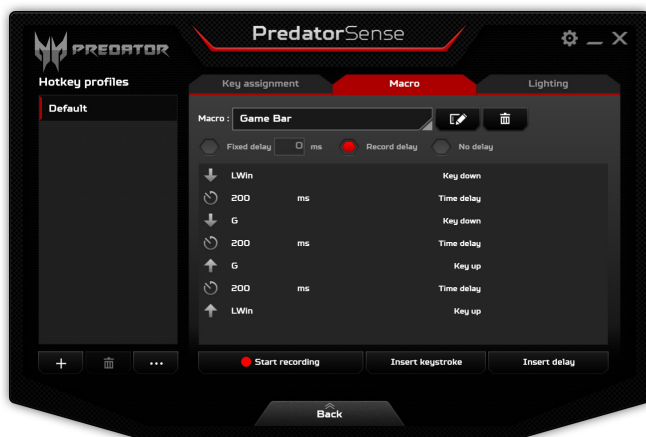 PredatorSense
PREDATOR
Hotkey profiles
Default
Key assignment Macro Lighting
Macro : Game Bar
Fixed delay 0 ms Record delay No delay
LWin Key down
200 ms Time delay
G Key down
200 ms Time delay
G Key up
200 ms Time delay
LWin Key up
Start recording Insert keystroke Insert delay
Back